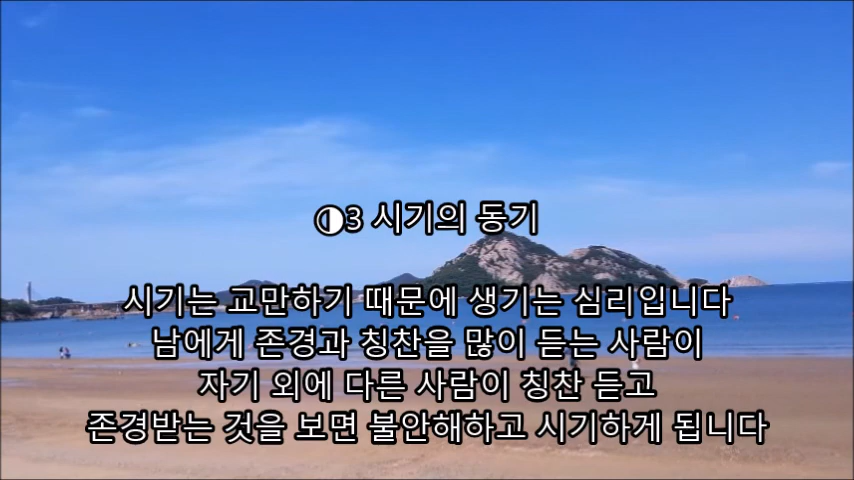 ◑3 시기의 동기
시기는 교만하기 때문에 생기는 심리입니다
남에게 존경과 칭찬을 많이 듣는 사람이
자기 외에 다른 사람이 칭찬 듣고
존경받는 것을 보면 불안해하고 시기하게 됩니다